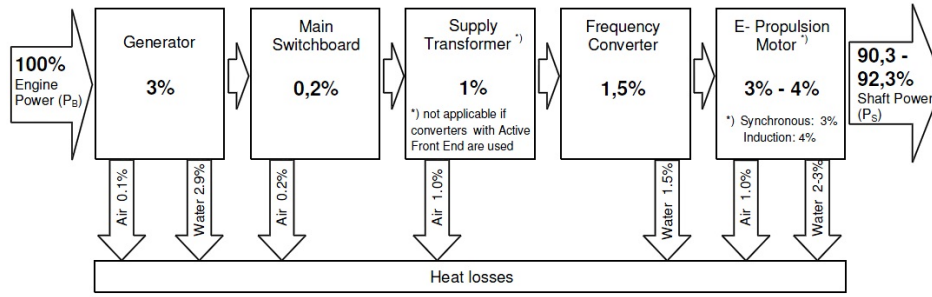 100%
Engine
Power (PB)
Generator
3%
Main
Switchboard
0,2%
Supply
Transformer *)
1%
*) not applicable if
converters with Active
Front End are used
Frequency
Converter
1,5%
E- Propulsion
Motor *)
3% - 4%
*) Synchronous: 3%
Induction: 4%
90,3 -
92,3%
Shaft Power
(PS)
Air 0.1%
Water 2.9%
Air 0.2%
Air 1.0%
Water 1.5%
Air 1.0%
Water 2-3%
Heat losses